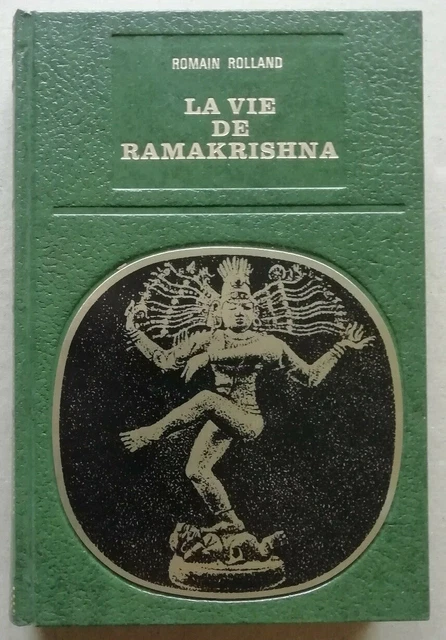 ROMAIN ROLLAND
LA VIE
DE
RAMAKRISHNA